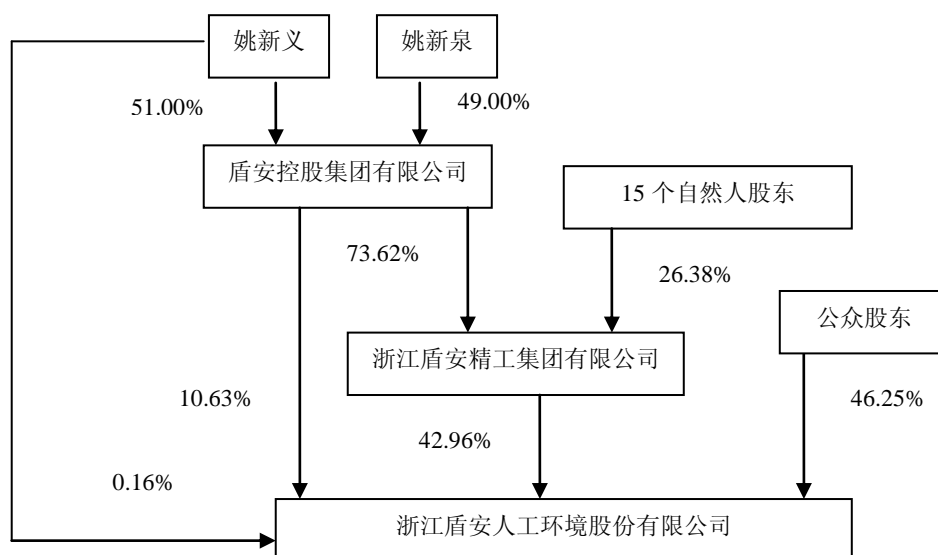 姚新义
姚新泉
51.00%
49.00%
盾安控股集团有限公司
15 个自然人股东
73.62%
26.38%
公众股东
浙江盾安精工集团有限公司
10.63%
46.25%
42.96%
0.16%
浙江盾安人工环境股份有限公司